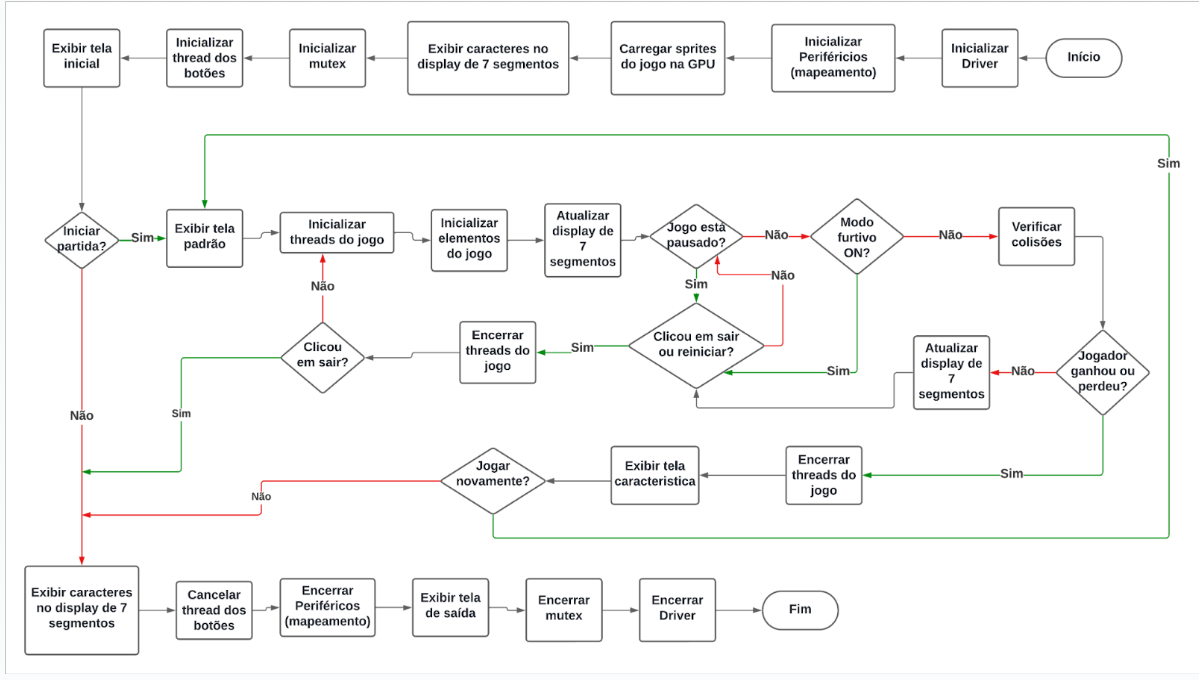 Exibir tela
inicial
Inicializar
thread dos
botões
Inicializar
mutex
Exibir caracteres no
display de 7 segmentos
Carregar sprites
do jogo na GPU
Inicializar
Periféricios
(mapeamento)
Inicializar
Driver
Início
Sim
Iniciar
partida?
Sim
Exibir tela
padrão
Inicializar
threads do jogo
Inicializar
elementos
do jogo
Atualizar
display de
7
segmentos
Jogo está
pausado?
Não
Modo
furtivo
ON?
Não
Verificar
colisões
Não
Sim
Não
Clicou
em sair?
Encerrar
threads do
jogo
Sim
Clicou em sair
ou reiniciar?
Sim
Atualizar
display de
7
segmentos
Não
Jogador
ganhou ou
perdeu?
Não
Sim
Jogar
novamente?
Exibir tela
caracteristica
Encerrar
threads do
jogo
Sim
Não
Exibir caracteres
no display de 7
segmentos
Cancelar
thread dos
botões
Encerrar
Periféricos
(mapeamento)
Exibir tela
de saída
Encerrar
mutex
Encerrar
Driver
Fim